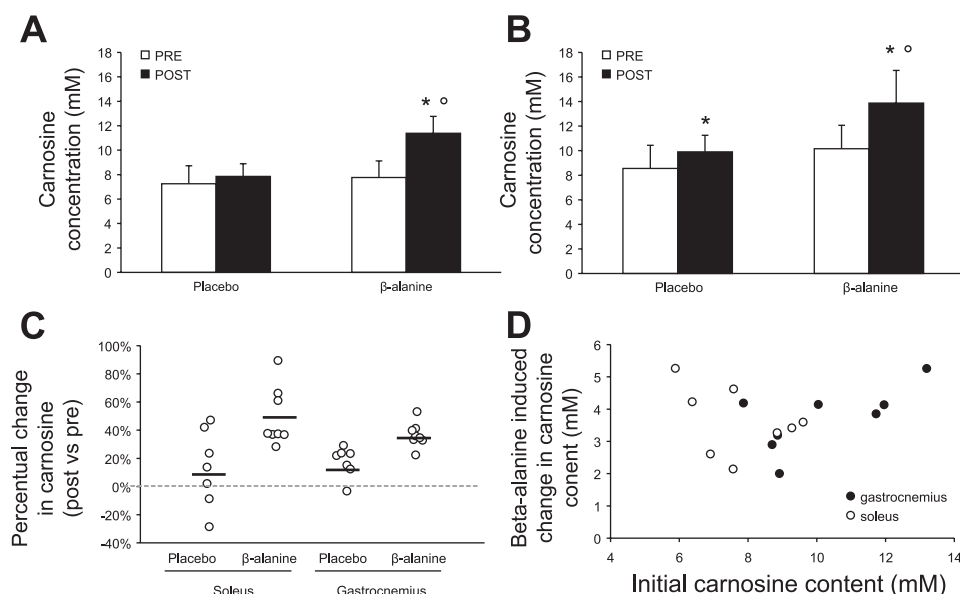 A
Carnosine
concentration (mM)
18
16
14
12
10
8
6
4
2
0
PRE
POST
* °
Placebo
β-alanine
B
Carnosine
concentration (mM)
18
16
14
12
10
8
6
4
2
0
PRE
POST
*
* °
Placebo
β-alanine
C
Percentual change
in carnosine
(post vs pre)
100%
80%
60%
40%
20%
0%
-20%
-40%
Placebo β-alanine Placebo β-alanine
Soleus Gastrocnemius
D
Beta-alanine induced
change in carnosine
conent (mM)
6
5
4
3
2
1
0
gastrocnemius
soleus
4 6 8 10 12 14
Initial carnosine content (mM)